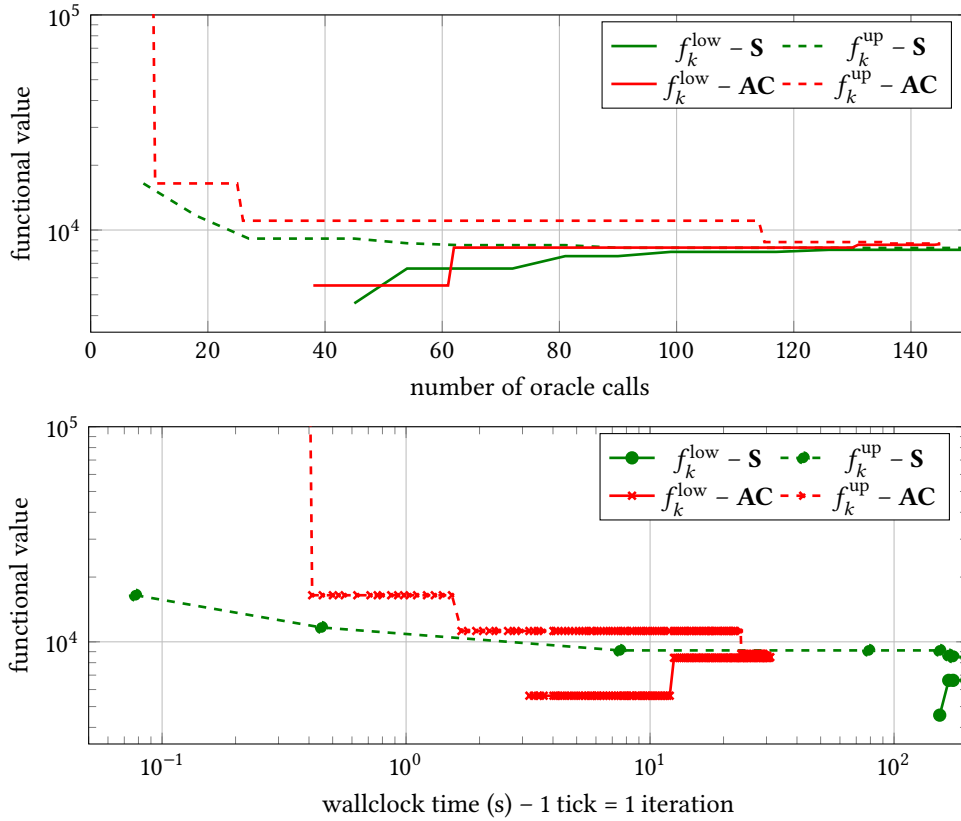 10^5
10^4
functional value
f_k^low – S
f_k^up – S
f_k^low – AC
f_k^up – AC
0 20 40 60 80 100 120 140
number of oracle calls
10^5
10^4
functional value
f_k^low – S
f_k^up – S
f_k^low – AC
f_k^up – AC
10^−1 10^0 10^1 10^2
wallclock time (s) – 1 tick = 1 iteration